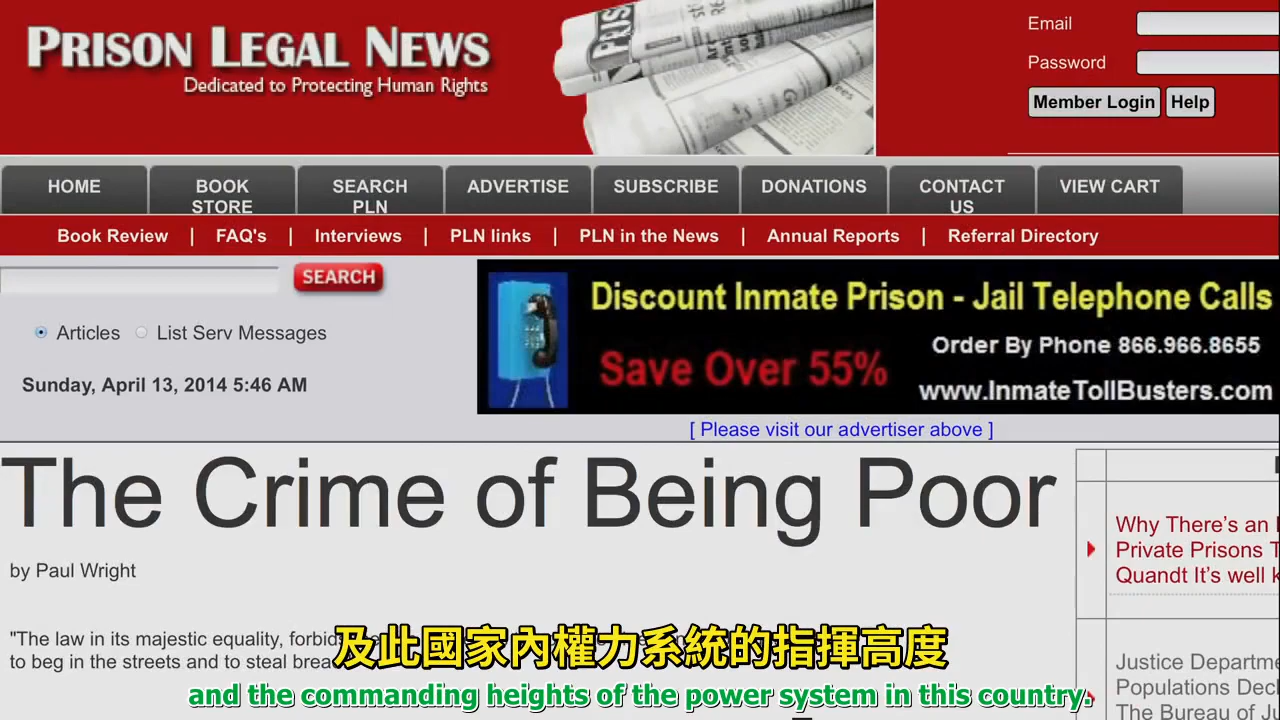 PRISON LEGAL NEWS
Dedicated to Protecting Human Rights
Email
Password
Member Login Help
HOME
BOOK STORE
SEARCH PLN
ADVERTISE
SUBSCRIBE
DONATIONS
CONTACT US
VIEW CART
Book Review | FAQ's | Interviews | PLN links | PLN in the News | Annual Reports | Referral Directory
SEARCH
Articles List Serv Messages
Sunday, April 13, 2014 5:46 AM
Discount Inmate Prison - Jail Telephone Calls
Save Over 55%
Order By Phone 866.966.8655
www.InmateTollBusters.com
[ Please visit our advertiser above ]
The Crime of Being Poor
by Paul Wright
"The law in its majestic equality,
to beg in the streets and to steal
Why There's an
Private Prisons
Quandt It's well
Justice
Populations
The Bureau of
及此國家內權力系統的指揮高度
and the commanding heights of the power system in this country.